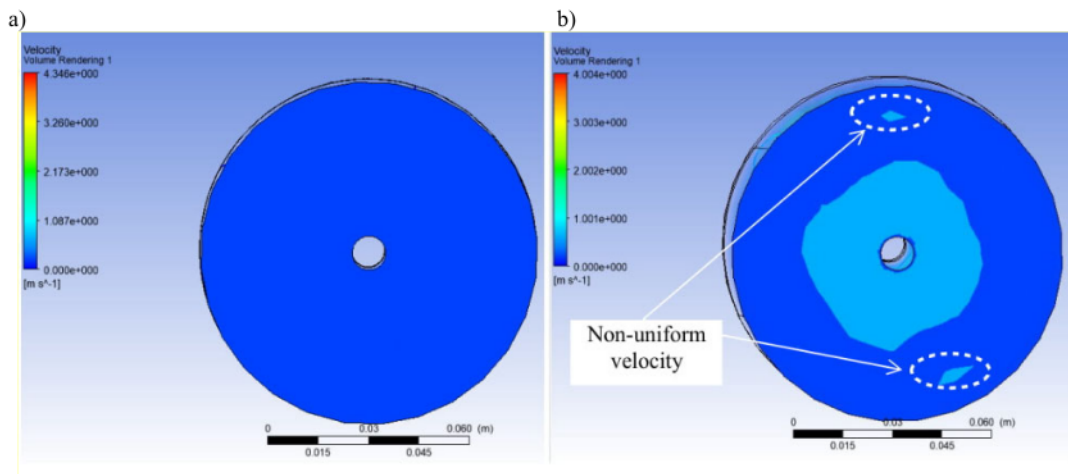 a)
Velocity
Volume Rendering 1
4.346e+000
3.260e+000
2.173e+000
1.087e+000
0.000e+000
[m s^-1]
0 0.03 0.060 (m)
0.015 0.045
b)
Velocity
Volume Rendering 1
4.004e+000
3.003e+000
2.002e+000
1.001e+000
0.000e+000
[m s^-1]
Non-uniform
velocity
0 0.03 0.060 (m)
0.015 0.045